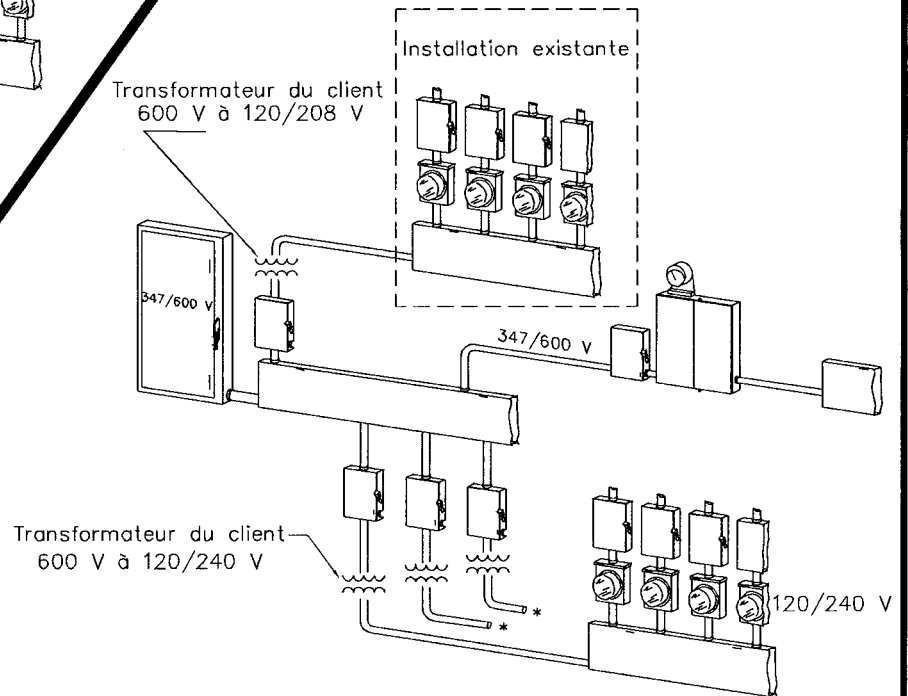 Installation existante
Transformateur du client
600 V à 120/208 V
347/600 V
347/600 V
Transformateur du client
600 V à 120/240 V
120/240 V
*
*